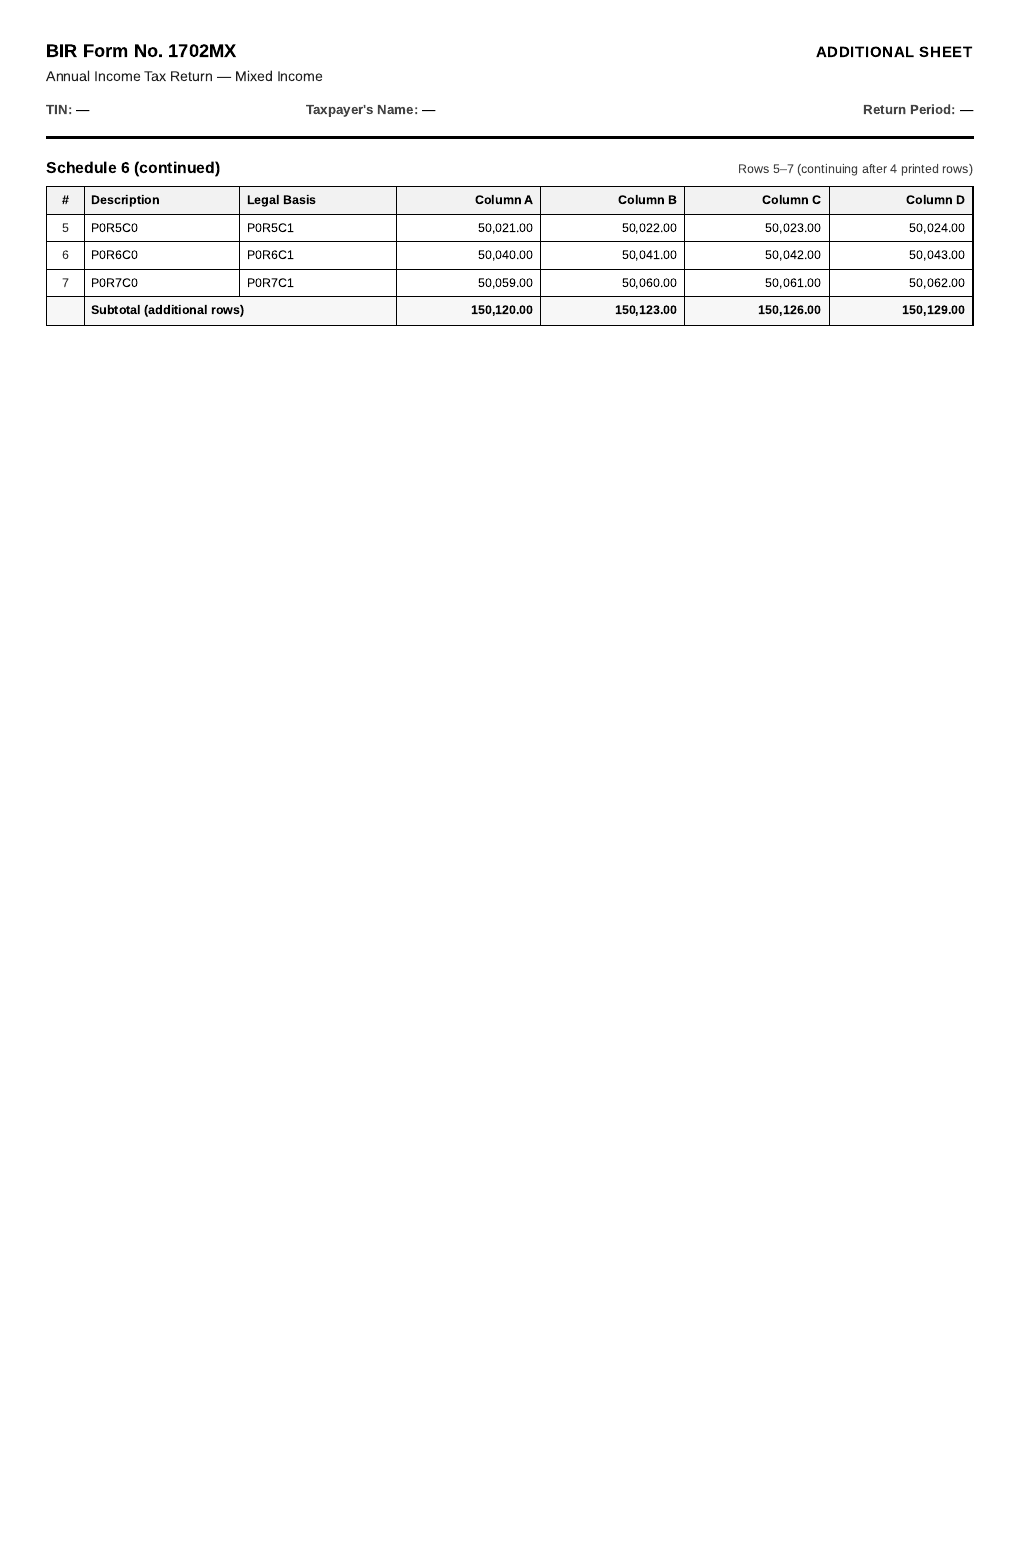 BIR Form No. 1702MX
ADDITIONAL SHEET
Annual Income Tax Return — Mixed Income
TIN: — Taxpayer's Name: — Return Period: —
Schedule 6 (continued)
Rows 5–7 (continuing after 4 printed rows)
# Description Legal Basis Column A Column B Column C Column D
5 P0R5C0 P0R5C1 50,021.00 50,022.00 50,023.00 50,024.00
6 P0R6C0 P0R6C1 50,040.00 50,041.00 50,042.00 50,043.00
7 P0R7C0 P0R7C1 50,059.00 50,060.00 50,061.00 50,062.00
Subtotal (additional rows) 150,120.00 150,123.00 150,126.00 150,129.00